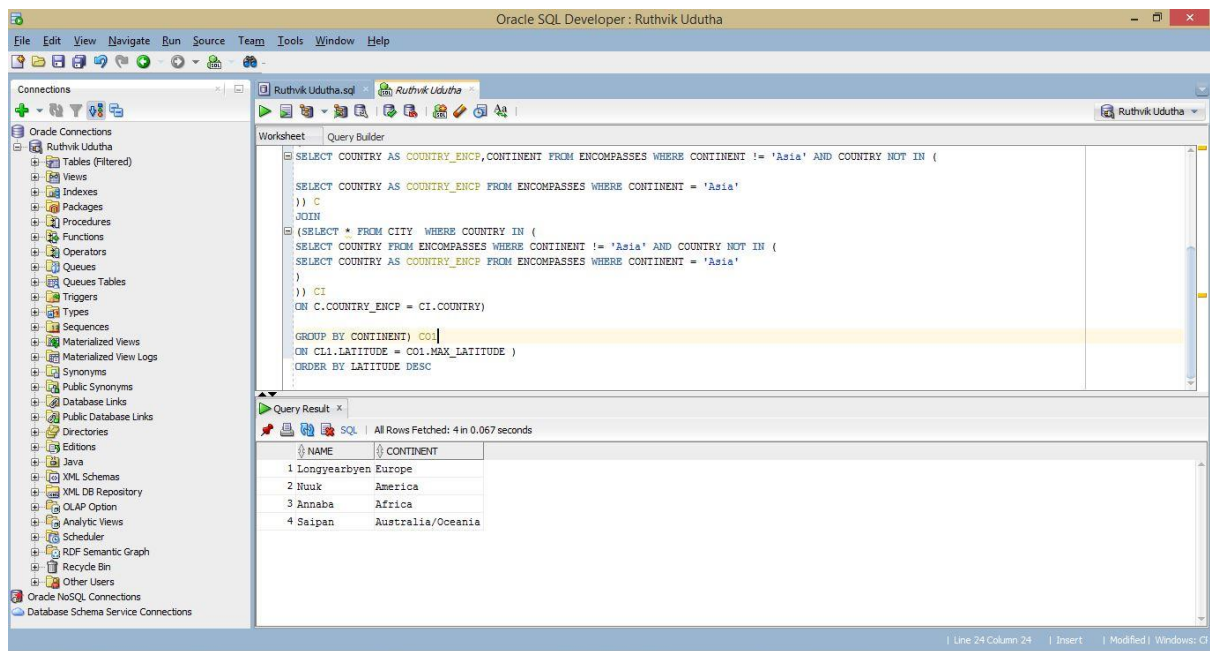 Oracle SQL Developer : Ruthvik Udutha
File Edit View Navigate Run Source Team Tools Window Help
Connections
Oracle Connections
Ruthvik Udutha
Tables (Filtered)
Views
Indexes
Packages
Procedures
Functions
Operators
Queues
Queues Tables
Triggers
Types
Sequences
Materialized Views
Materialized View Logs
Synonyms
Public Synonyms
Database Links
Public Database Links
Directories
Editions
Java
XML Schemas
XML DB Repository
OLAP Option
Analytic Views
Scheduler
RDF Semantic Graph
Recycle Bin
Other Users
Oracle NoSQL Connections
Database Schema Service Connections
Ruthvik Udutha.sql
Ruthvik Udutha
Ruthvik Udutha
Worksheet Query Builder
SELECT COUNTRY AS COUNTRY_ENCP,CONTINENT FROM ENCOMPASSES WHERE CONTINENT != 'Asia' AND COUNTRY NOT IN (
SELECT COUNTRY AS COUNTRY_ENCP FROM ENCOMPASSES WHERE CONTINENT = 'Asia'
)) C
JOIN
(SELECT * FROM CITY WHERE COUNTRY IN (
SELECT COUNTRY FROM ENCOMPASSES WHERE CONTINENT != 'Asia' AND COUNTRY NOT IN (
SELECT COUNTRY AS COUNTRY_ENCP FROM ENCOMPASSES WHERE CONTINENT = 'Asia'
)
)) CI
ON C.COUNTRY_ENCP = CI.COUNTRY)
GROUP BY CONTINENT) CO1
ON CL1.LATITUDE = CO1.MAX_LATITUDE )
ORDER BY LATITUDE DESC
Query Result
SQL | All Rows Fetched: 4 in 0.067 seconds
NAME CONTINENT
1 Longyearbyen Europe
2 Nuuk America
3 Annaba Africa
4 Saipan Australia/Oceania
Line 24 Column 24 | Insert | Modified | Windows: CR